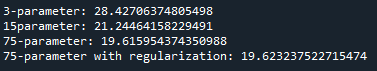 3-parameter: 28.42706374805498
15parameter: 21.24464158229491
75-parameter: 19.615954374350988
75-parameter with regularization: 19.623237522715474